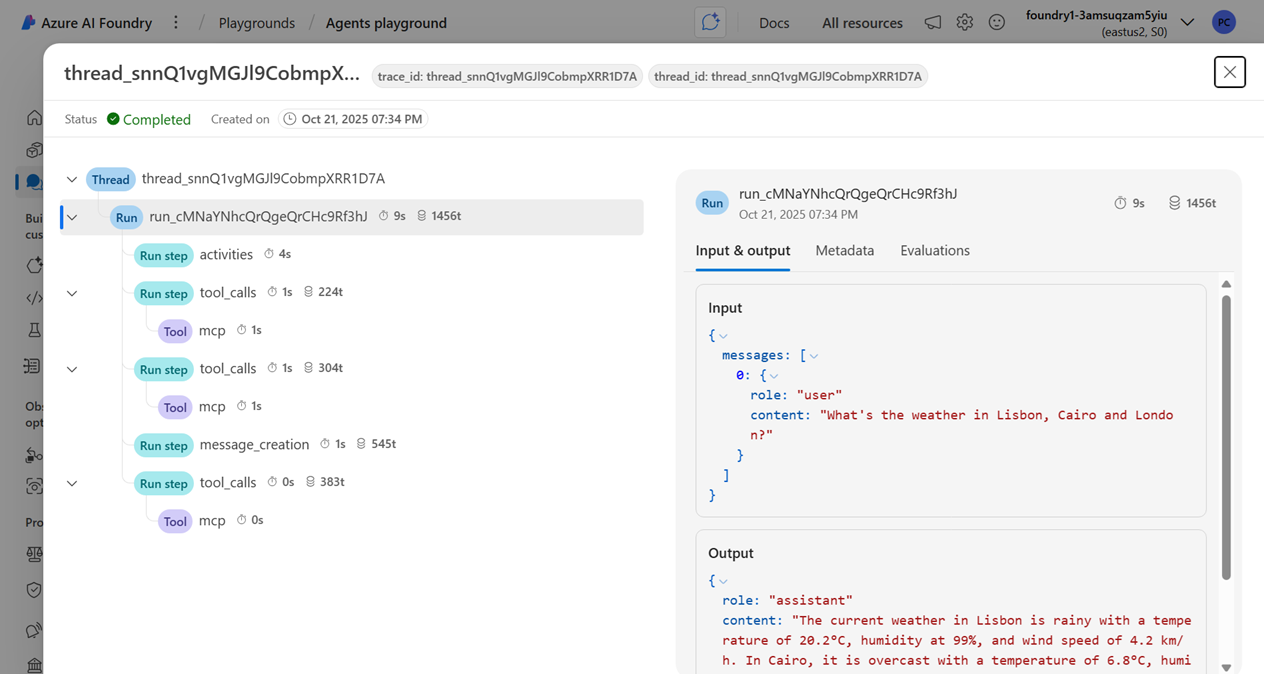 Azure AI Foundry / Playgrounds / Agents playground Docs All resources foundry1-3amsuqzam5yiu
(eastus2, S0) PC
thread_snnQ1vgMGJl9CobmpX... trace_id: thread_snnQ1vgMGJl9CobmpXRR1D7A thread_id: thread_snnQ1vgMGJl9CobmpXRR1D7A
Status Completed Created on Oct 21, 2025 07:34 PM
Bui
cus
Obs
opt
Pro
Thread thread_snnQ1vgMGJl9CobmpXRR1D7A
Run run_cMNaYNhcQrQgeQrCHc9Rf3hJ 9s 1456t
Run step activities 4s
Run step tool_calls 1s 224t
Tool mcp 1s
Run step tool_calls 1s 304t
Tool mcp 1s
Run step message_creation 1s 545t
Run step tool_calls 0s 383t
Tool mcp 0s
Run run_cMNaYNhcQrQgeQrCHc9Rf3hJ 9s 1456t
Oct 21, 2025 07:34 PM
Input & output Metadata Evaluations
Input
{
messages: [
0: {
role: "user"
content: "What's the weather in Lisbon, Cairo and Londo
n?"
}
]
}
Output
{
role: "assistant"
content: "The current weather in Lisbon is rainy with a tempe
rature of 20.2°C, humidity at 99%, and wind speed of 4.2 km/
h. In Cairo, it is overcast with a temperature of 6.8°C, humi